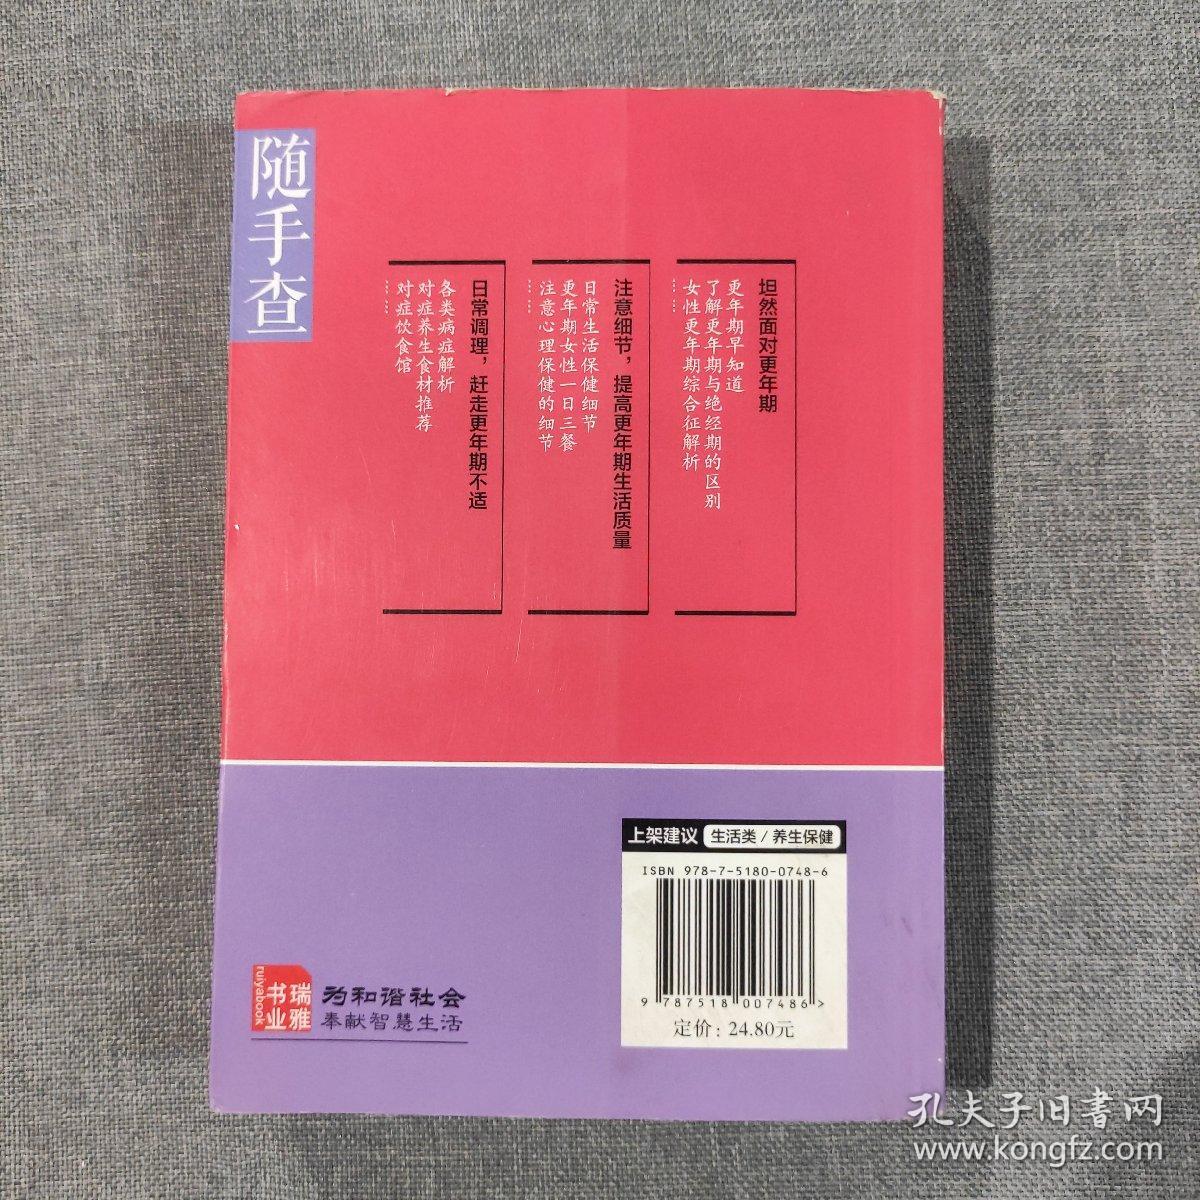 随手查
坦然面对更年期
更年期早知道
了解更年期与绝经期的区别
女性更年期综合征解析
……
注意细节，提高更年期生活质量
日常生活保健细节
更年期女性一日三餐
注意心理保健的细节
……
日常调理，赶走更年期不适
各类病症解析
对症养生食材推荐
对症饮食馆
……
上架建议 生活类 / 养生保健
ISBN 978-7-5180-0748-6
9 787518 007486 >
定价: 24.80元
瑞雅
书业
ruiyabook
为和谐社会
奉献智慧生活
孔夫子旧书网
www.kongfz.com